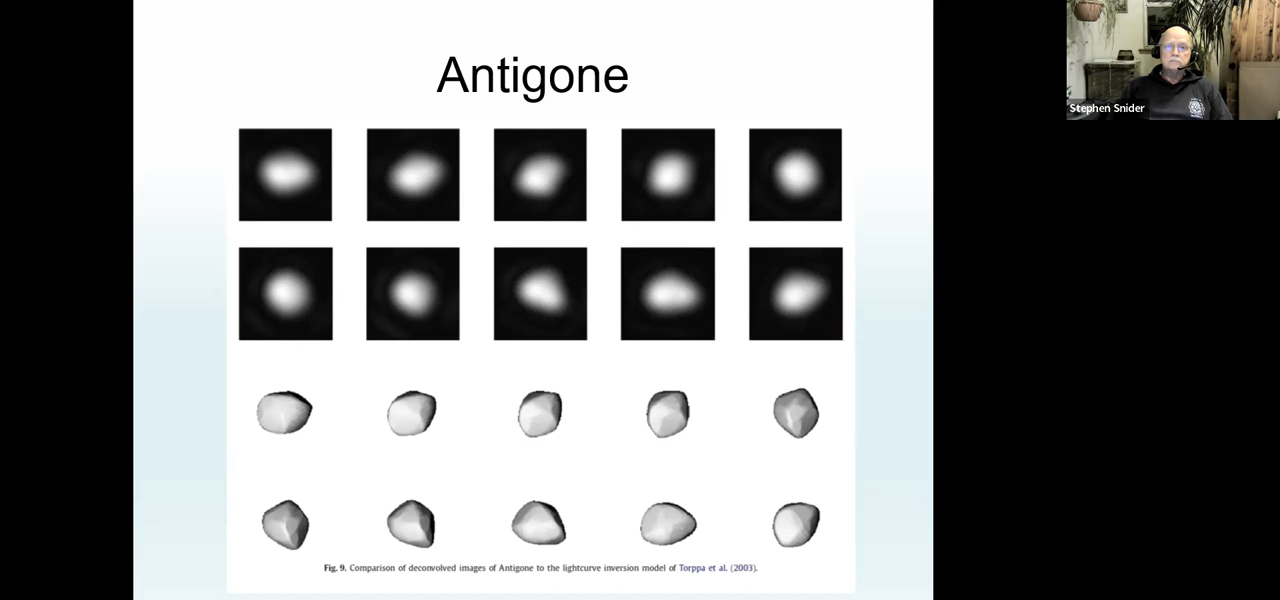 Antigone
Stephen Snider
Fig. 9. Comparison of deconvolved images of Antigone to the lightcurve inversion model of Torppa et al. (2003).